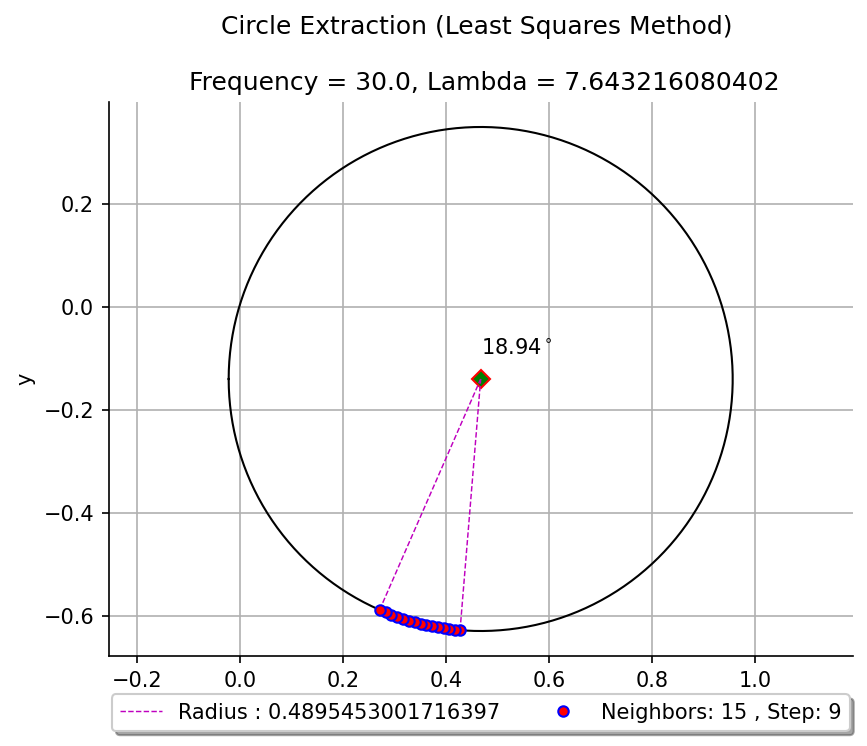 Circle Extraction (Least Squares Method)
Frequency = 30.0, Lambda = 7.643216080402
0.2
0.0
−0.2
−0.4
−0.6
y
18.94°
−0.2 0.0 0.2 0.4 0.6 0.8 1.0
Radius : 0.4895453001716397 Neighbors: 15 , Step: 9